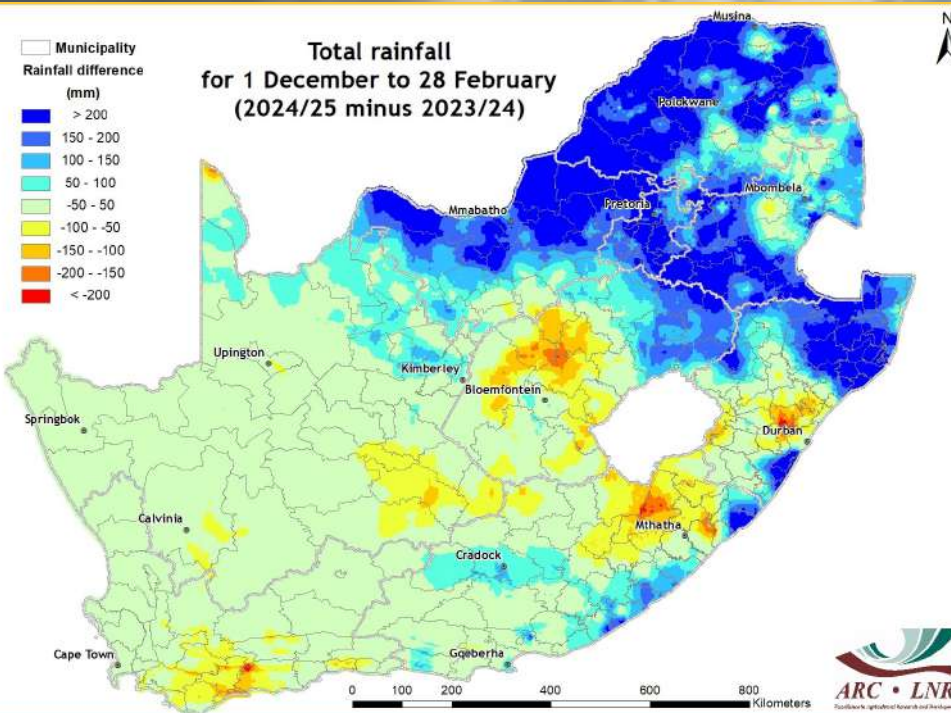 Total rainfall
for 1 December to 28 February
(2024/25 minus 2023/24)
N
Municipality
Rainfall difference
(mm)
> 200
150 - 200
100 - 150
50 - 100
-50 - 50
-100 - -50
-150 - -100
-200 - -150
< -200
Musina
Polokwane
Mbombela
Pretoria
Mmabatho
Upington
Kimberley
Bloemfontein
Springbok
Durban
Calvinia
Mthatha
Cradock
Cape Town
Gqeberha
0 100 200 400 600 800
Kilometers
ARC • LNR